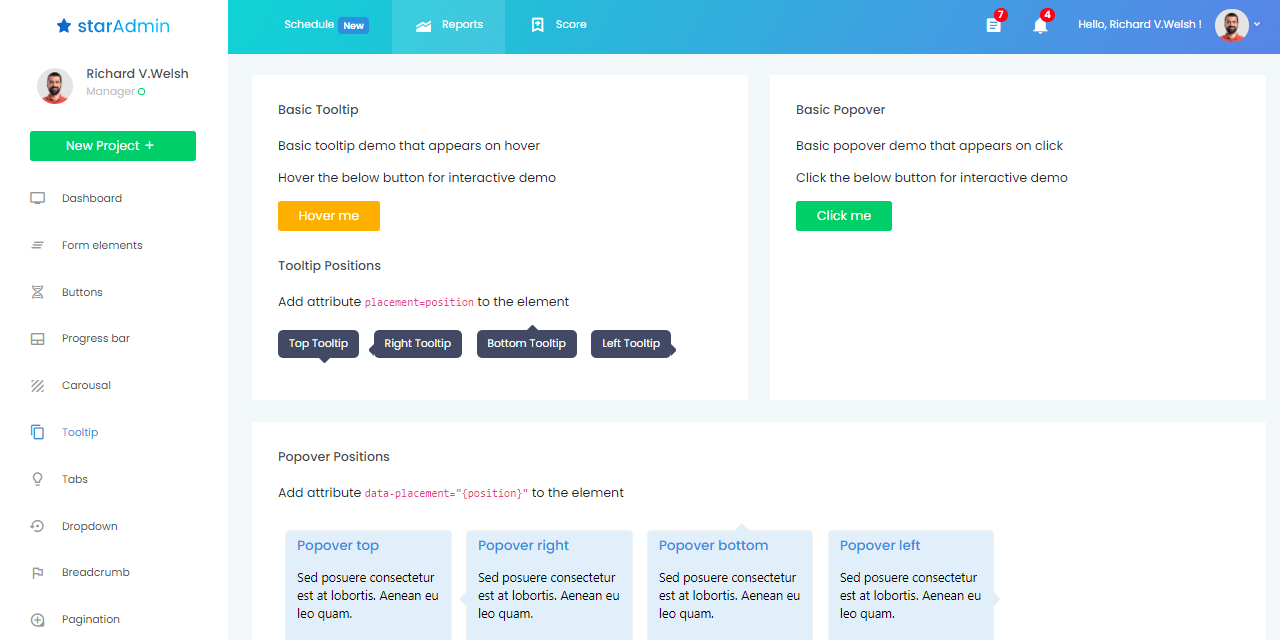 starAdmin
Schedule New
Reports
Score
7
4
Hello, Richard V.Welsh !
Richard V.Welsh
Manager
New Project +
Dashboard
Form elements
Buttons
Progress bar
Carousal
Tooltip
Tabs
Dropdown
Breadcrumb
Pagination
Basic Tooltip
Basic tooltip demo that appears on hover
Hover the below button for interactive demo
Hover me
Tooltip Positions
Add attribute placement=position to the element
Top Tooltip
Right Tooltip
Bottom Tooltip
Left Tooltip
Basic Popover
Basic popover demo that appears on click
Click the below button for interactive demo
Click me
Popover Positions
Add attribute data-placement="{position}" to the element
Popover top
Sed posuere consectetur
est at lobortis. Aenean eu
leo quam.
Popover right
Sed posuere consectetur
est at lobortis. Aenean eu
leo quam.
Popover bottom
Sed posuere consectetur
est at lobortis. Aenean eu
leo quam.
Popover left
Sed posuere consectetur
est at lobortis. Aenean eu
leo quam.